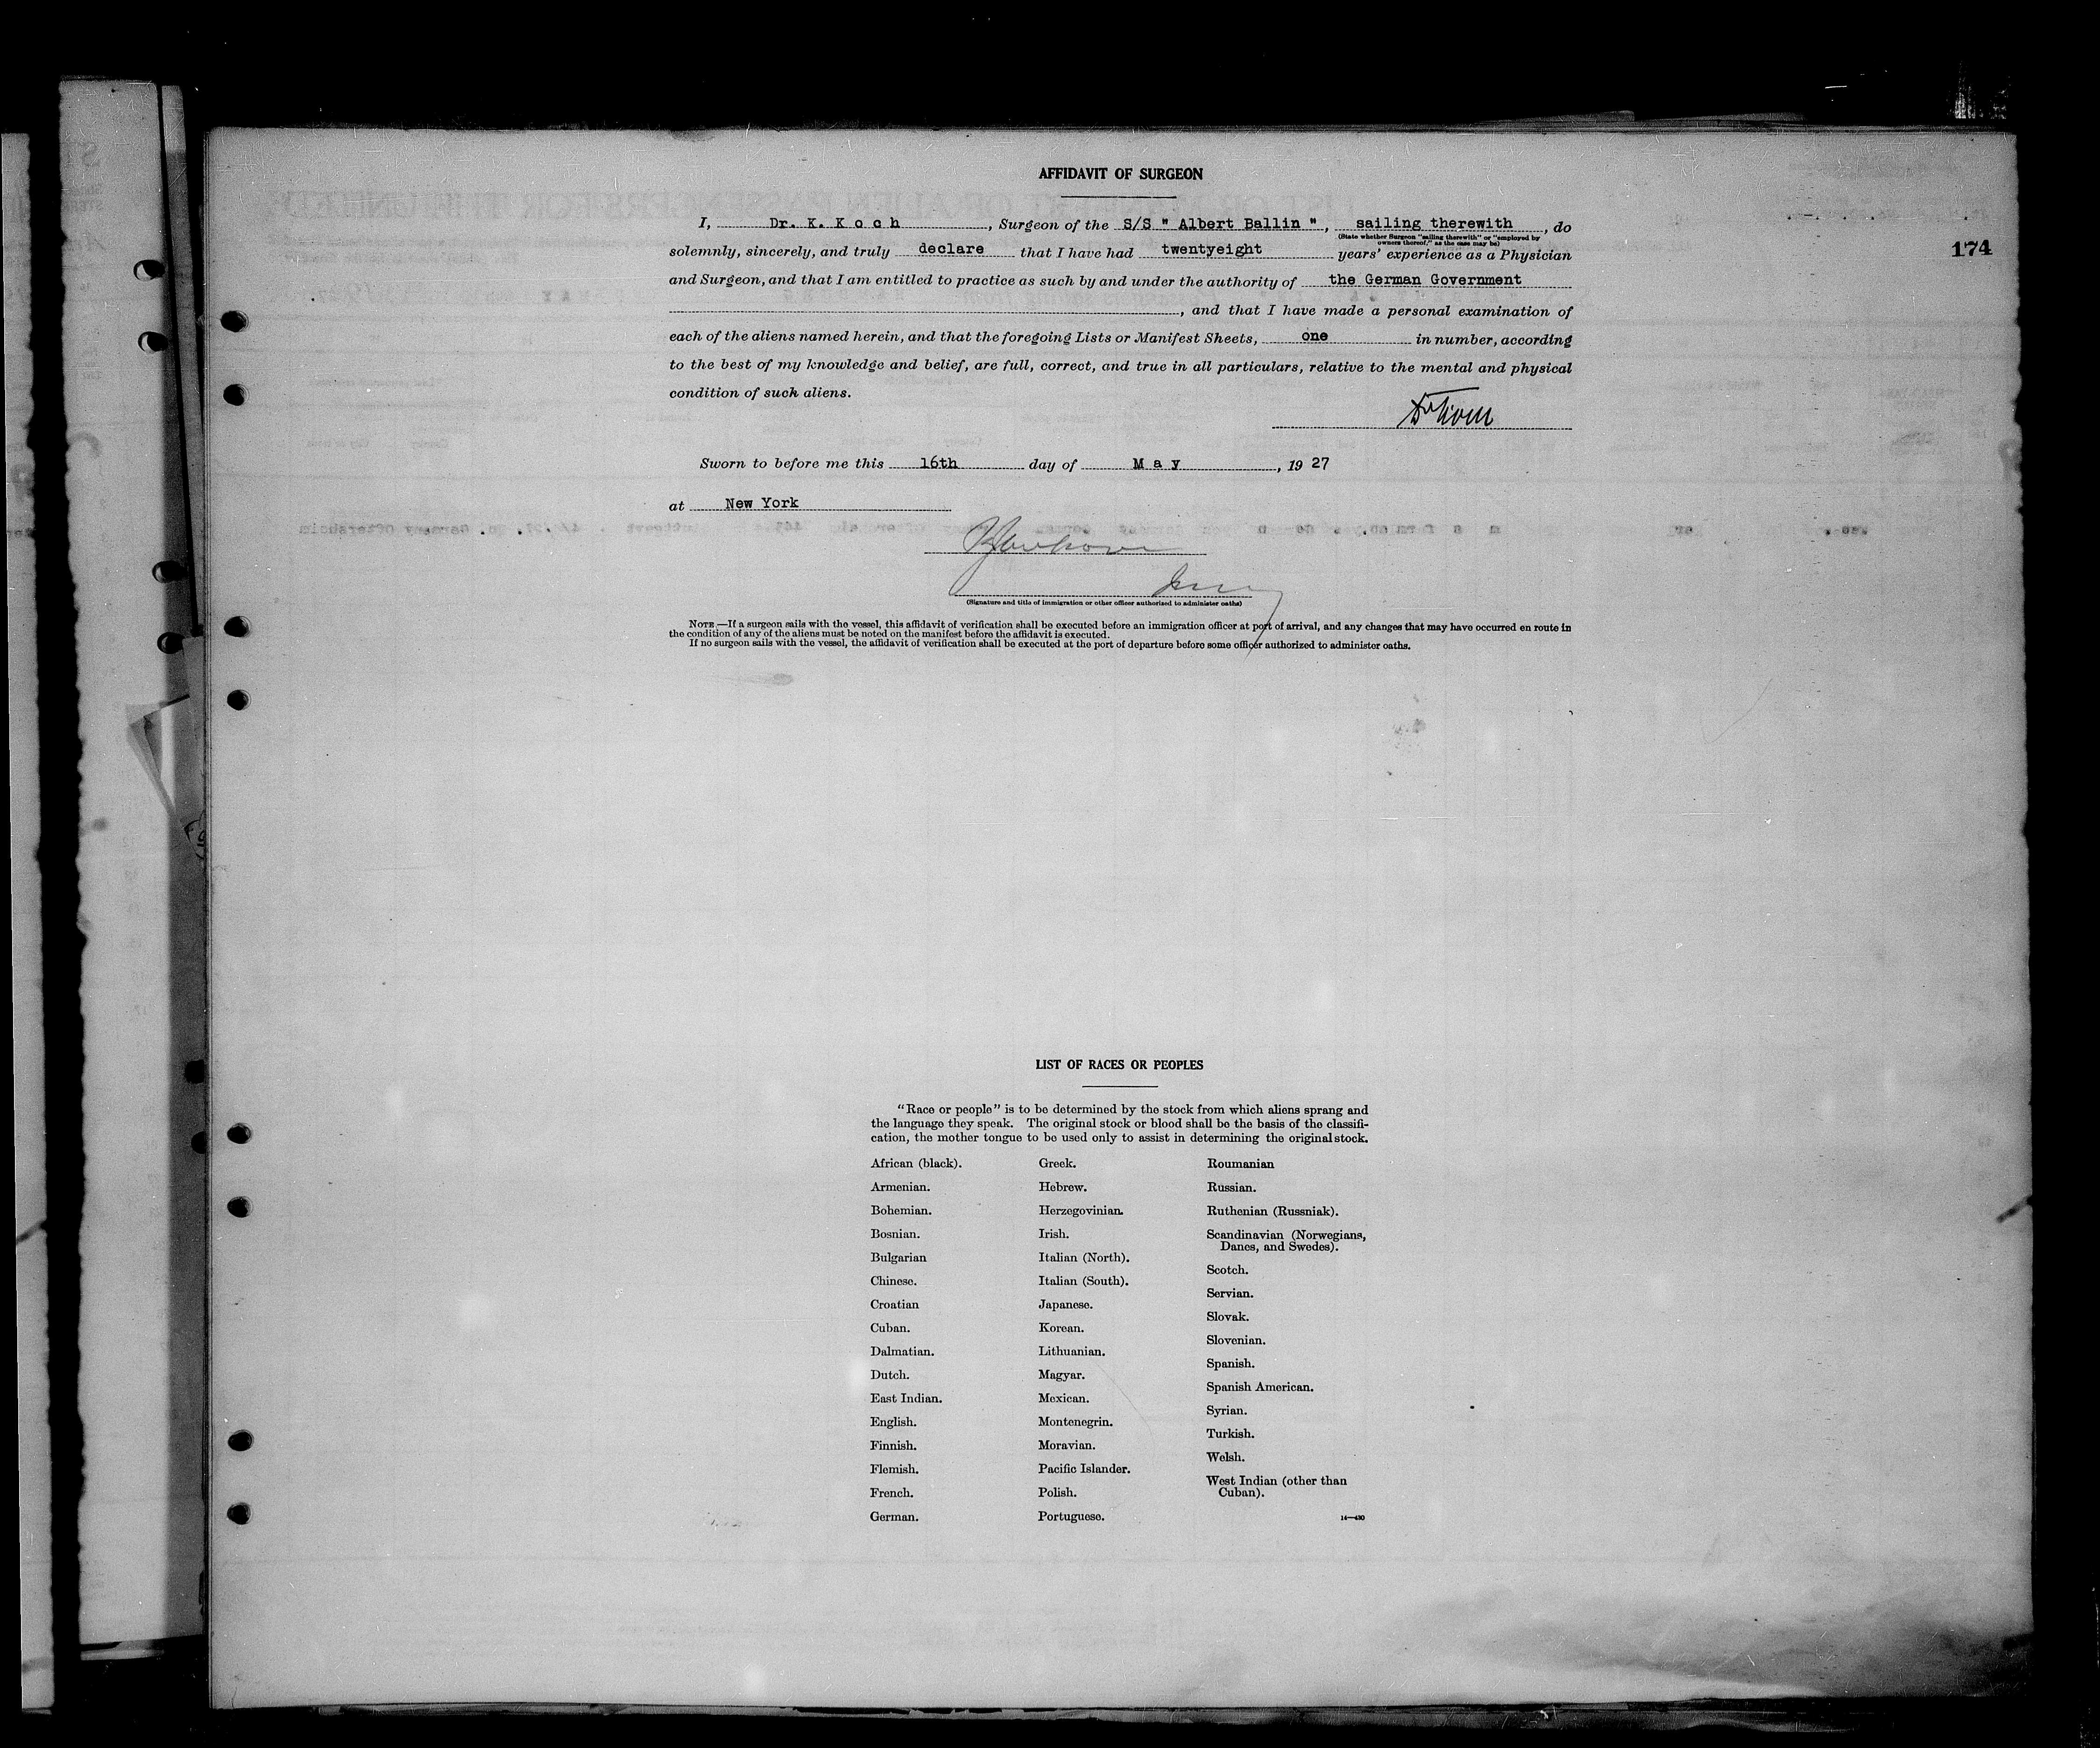 AFFIDAVIT OF SURGEON
174
I, Dr. K. K o c h, Surgeon of the S/S " Albert Ballin ", sailing therewith, do
(State whether Surgeon "sailing therewith" or "employed by
owners thereof," as the case may be)
solemnly, sincerely, and truly declare that I have had twentyeight years' experience as a Physician
and Surgeon, and that I am entitled to practice as such by and under the authority of the German Government
, and that I have made a personal examination of
each of the aliens named herein, and that the foregoing Lists or Manifest Sheets, one in number, according
to the best of my knowledge and belief, are full, correct, and true in all particulars, relative to the mental and physical
condition of such aliens.
Sworn to before me this 16th day of M a y, 19 27
at New York
(Signature and title of immigration or other officer authorized to administer oaths)
NOTE.—If a surgeon sails with the vessel, this affidavit of verification shall be executed before an immigration officer at port of arrival, and any changes that may have occurred en route in
the condition of any of the aliens must be noted on the manifest before the affidavit is executed.
If no surgeon sails with the vessel, the affidavit of verification shall be executed at the port of departure before some officer authorized to administer oaths.
LIST OF RACES OR PEOPLES
"Race or people" is to be determined by the stock from which aliens sprang and
the language they speak. The original stock or blood shall be the basis of the classifi-
cation, the mother tongue to be used only to assist in determining the original stock.
African (black).
Armenian.
Bohemian.
Bosnian.
Bulgarian
Chinese.
Croatian
Cuban.
Dalmatian.
Dutch.
East Indian.
English.
Finnish.
Flemish.
French.
German.
Greek.
Hebrew.
Herzegovinian.
Irish.
Italian (North).
Italian (South).
Japanese.
Korean.
Lithuanian.
Magyar.
Mexican.
Montenegrin.
Moravian.
Pacific Islander.
Polish.
Portuguese.
Roumanian
Russian.
Ruthenian (Russniak).
Scandinavian (Norwegians,
Danes, and Swedes).
Scotch.
Servian.
Slovak.
Slovenian.
Spanish.
Spanish American.
Syrian.
Turkish.
Welsh.
West Indian (other than
Cuban).
14—430